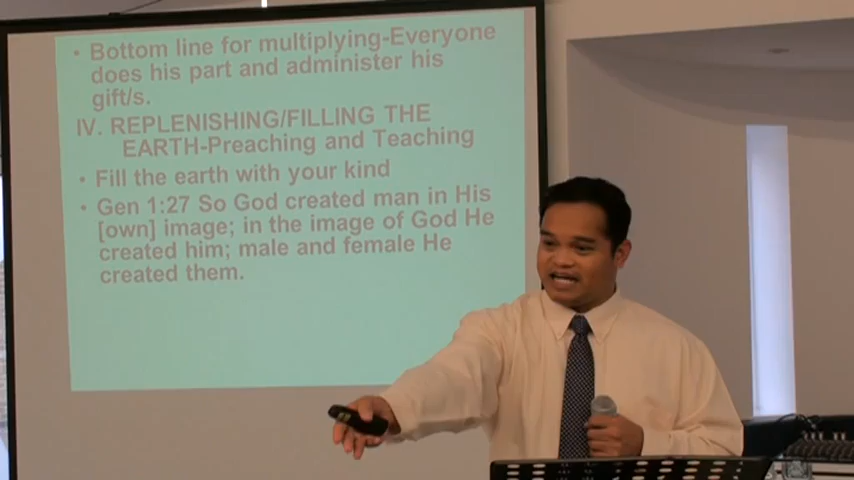 • Bottom line for multiplying-Everyone
does his part and administer his
gift/s.
IV. REPLENISHING/FILLING THE
EARTH-Preaching and Teaching
• Fill the earth with your kind
• Gen 1:27 So God created man in His
[own] image; in the image of God He
created him; male and female He
created them.